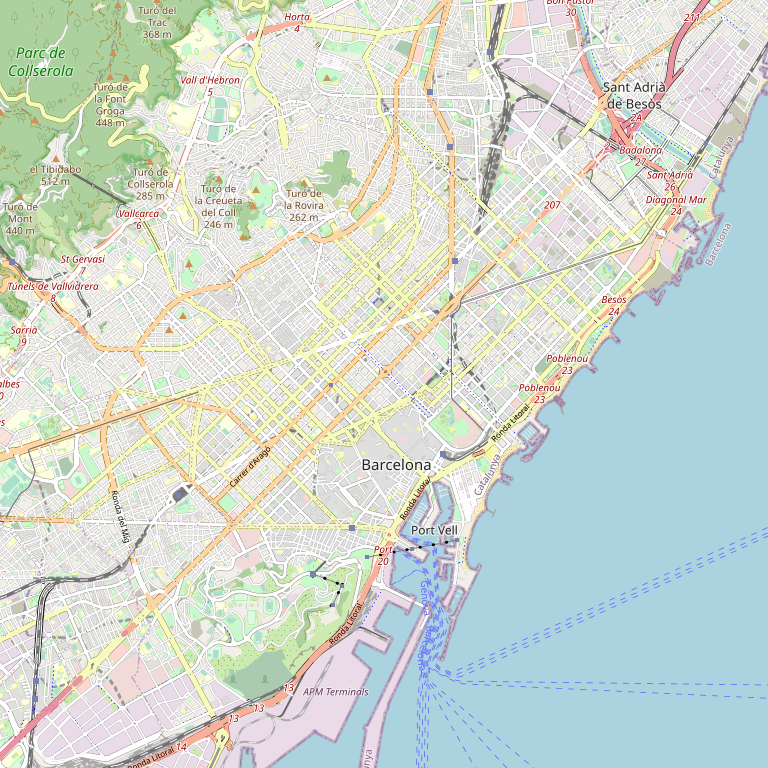 Horta
4
Bon Pastor
30
211
Turó del
Trac
368 m
Parc de
Collserola
Vall d'Hebron
5
Turó de
la Font
Groga
448 m
Sant Adrià
de Besòs
2A
Badalona
27
Catalunya
el Tibidabo
512 m
Turó de
Collserola
285 m
Turó de
la Creueta
del Coll
246 m
Turó de
la Rovira
262 m
Sant Adrià
26
Diagonal Mar
24
207
Turó de
Mont
440 m
(Vallcarca
6
Barcelona
St Gervasi
7
Túnels de Vallvidrera
8
Besòs
24
Sarrià
9
Poblenou
23
Poblenou
23
albes
Ronda Litoral
Carrer d'Aragó
Barcelona
Catalunya
Ronda del Mig
Ronda Litoral
Port Vell
Port
20
Ronda Litoral
13
APM Terminals
13
13
14
Ronda Litoral
nya